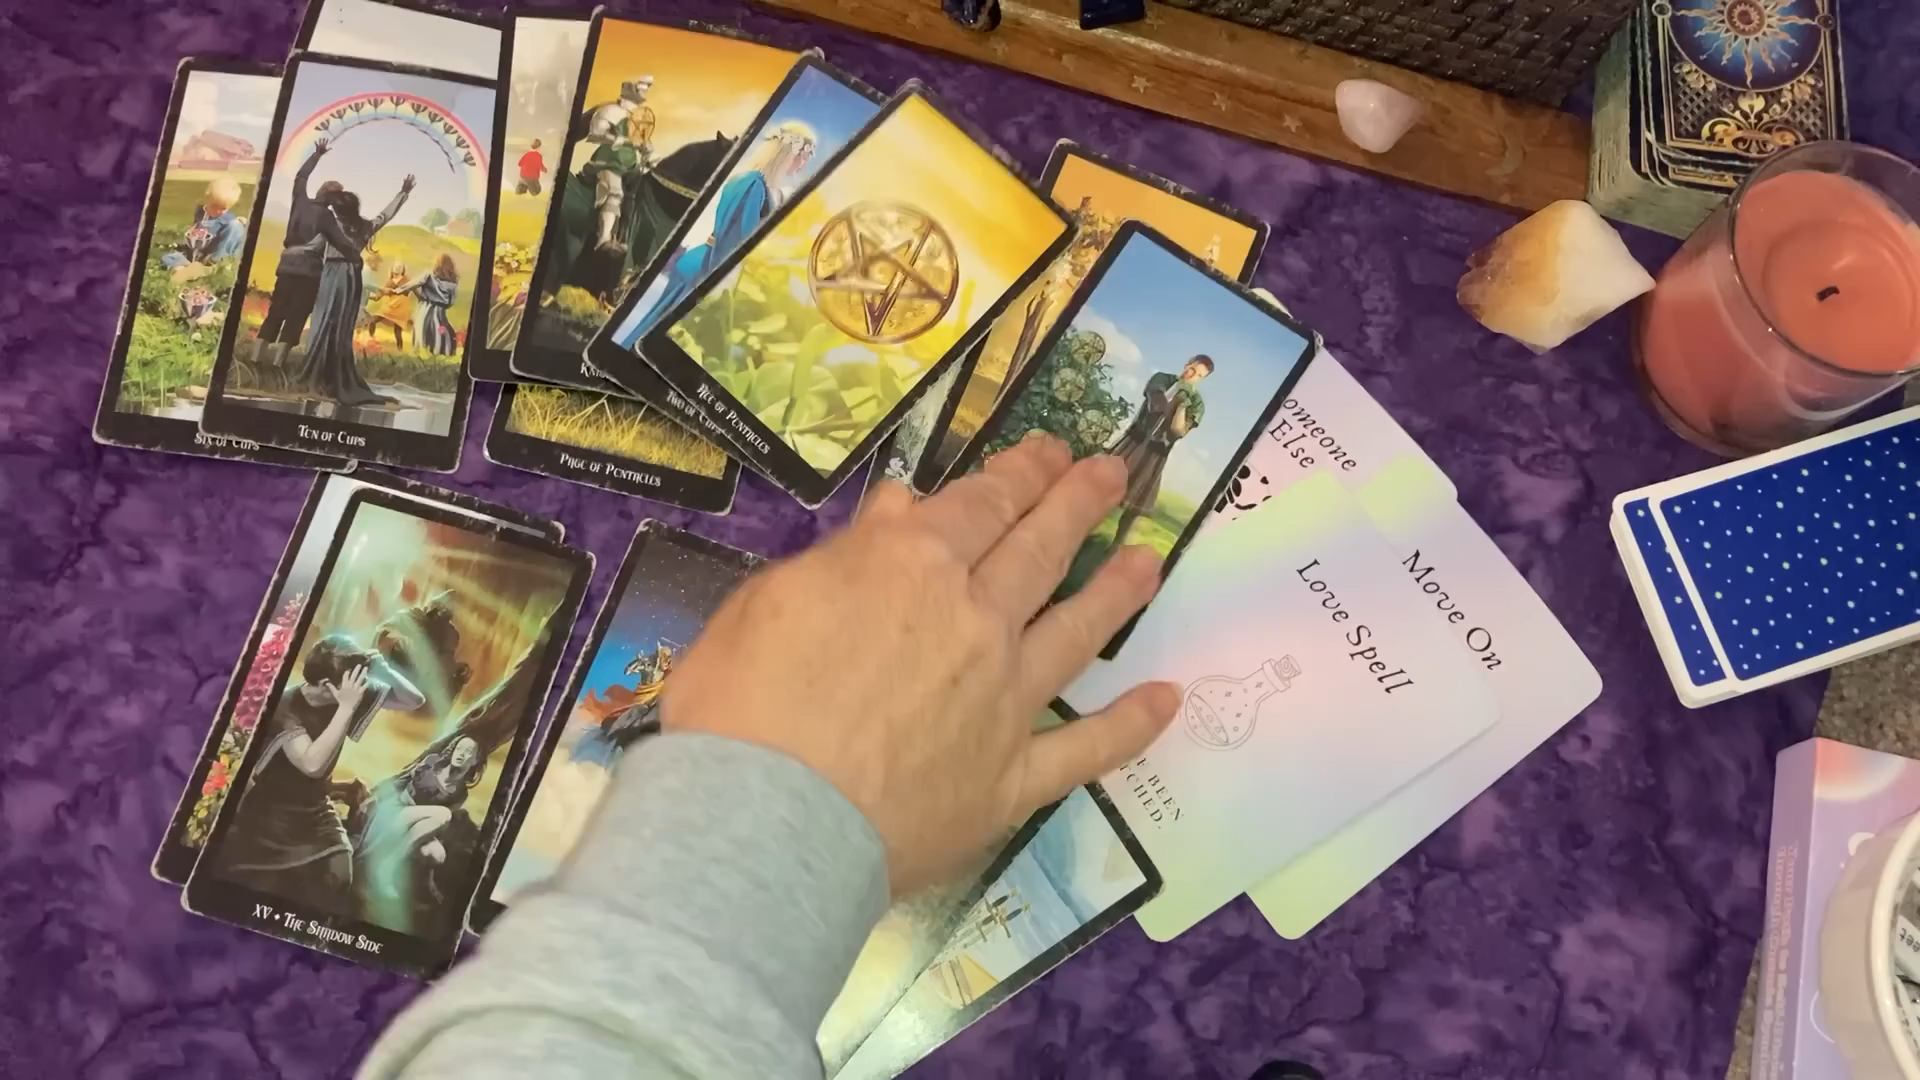 Six of Cups
Ten of Cups
Page of Pentacles
Two of Cups
Ace of Pentacles
Else
Move On
Love Spell
BEEN
XV • The Shadow Side